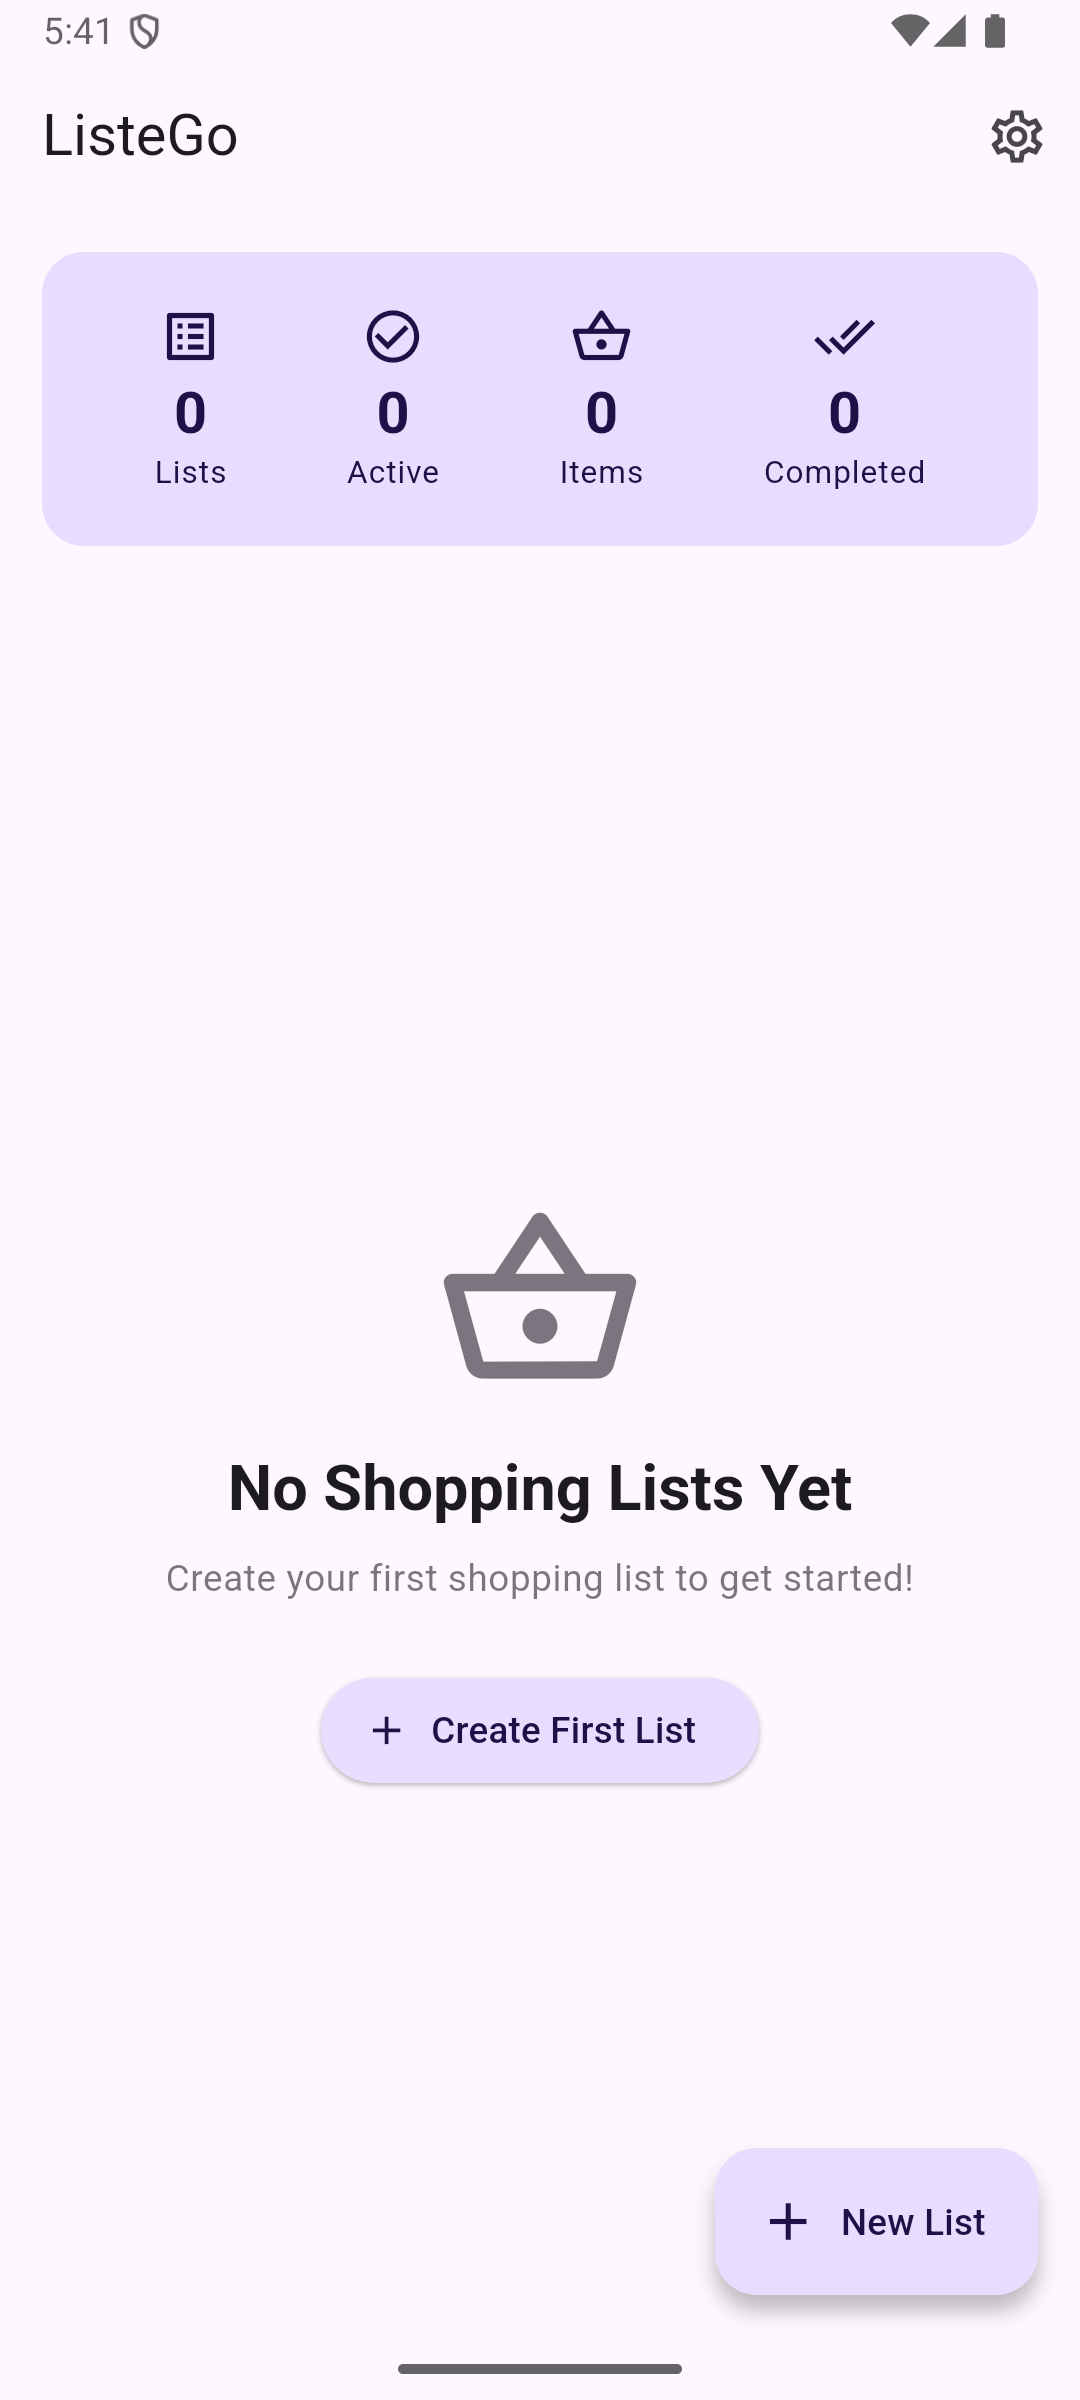 5:41
ListeGo
0 0 0 0
Lists Active Items Completed
No Shopping Lists Yet
Create your first shopping list to get started!
Create First List
New List